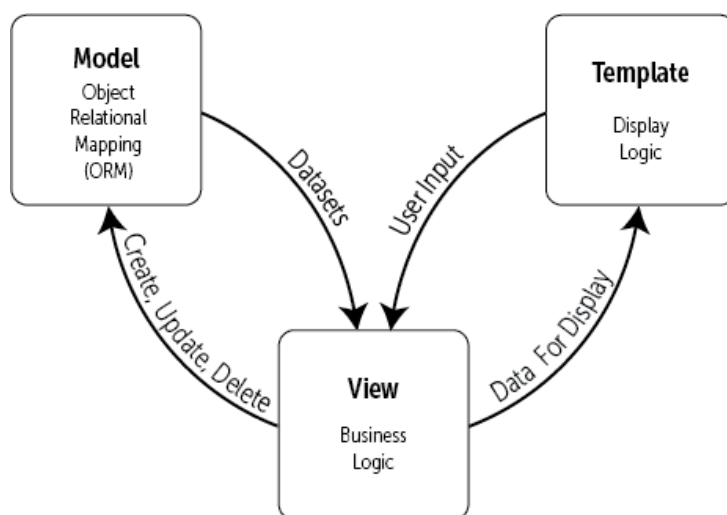 Model
Object
Relational
Mapping
(ORM)
Template
Display
Logic
Datasets
User Input
Create, Update, Delete
Data For Display
View
Business
Logic